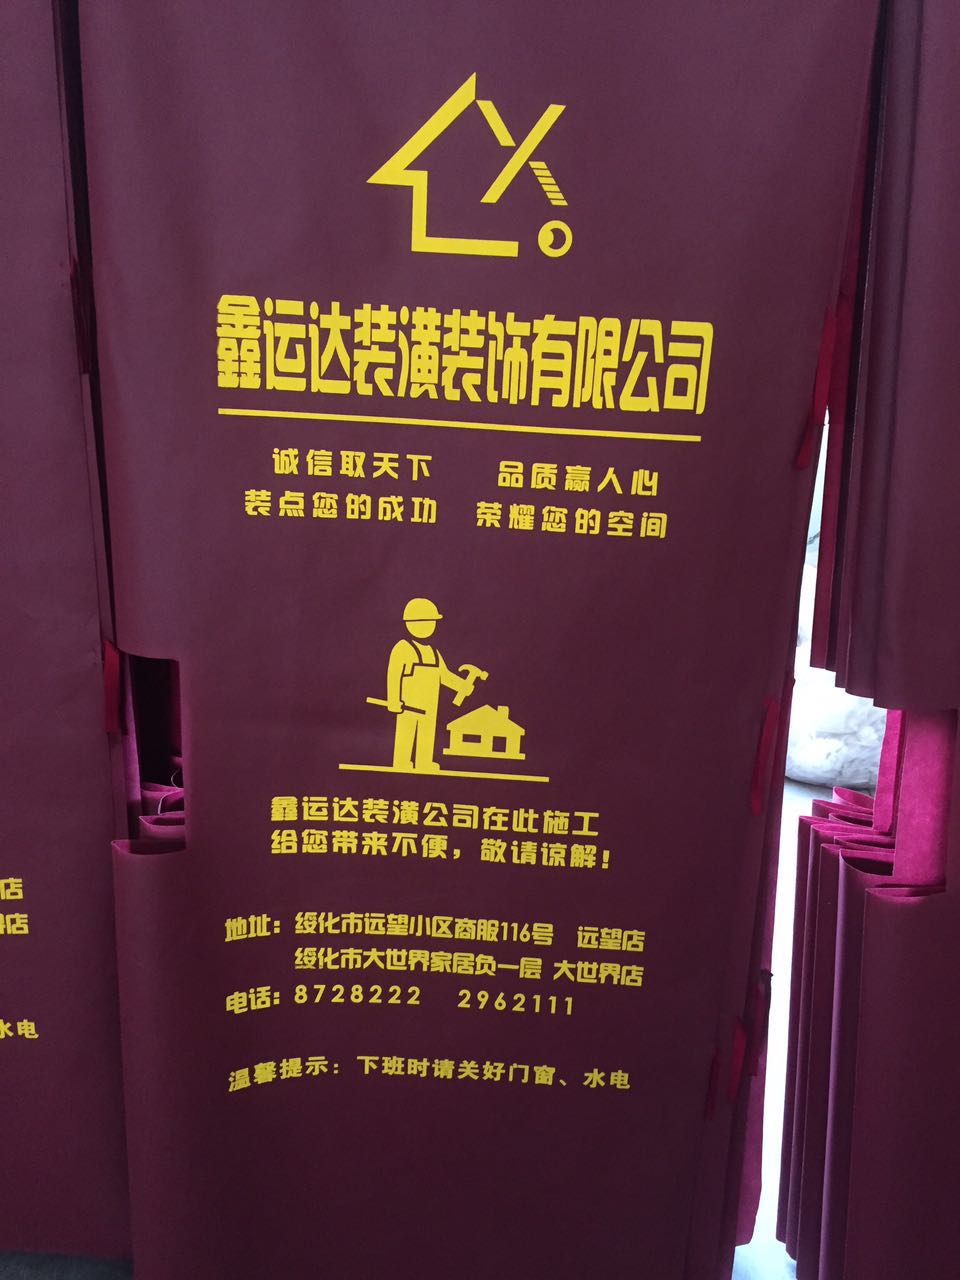 鑫运达装潢装饰有限公司
诚信取天下 品质赢人心
装点您的成功 荣耀您的空间
鑫运达装潢公司在此施工
给您带来不便，敬请谅解！
地址：绥化市远望小区商服116号 远望店
绥化市大世界家居负一层 大世界店
电话：8728222 2962111
温馨提示：下班时请关好门窗、水电
店
店
水电